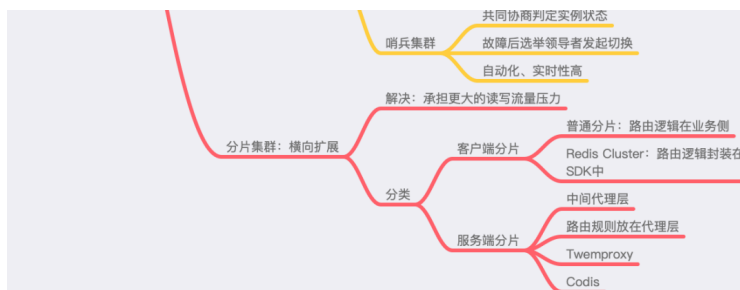 共同协商判定实例状态
哨兵集群
故障后选举领导者发起切换
自动化、实时性高
解决：承担更大的读写流量压力
分片集群：横向扩展
普通分片：路由逻辑在业务侧
客户端分片
Redis Cluster：路由逻辑封装在
SDK中
分类
中间代理层
路由规则放在代理层
服务端分片
Twemproxy
Codis